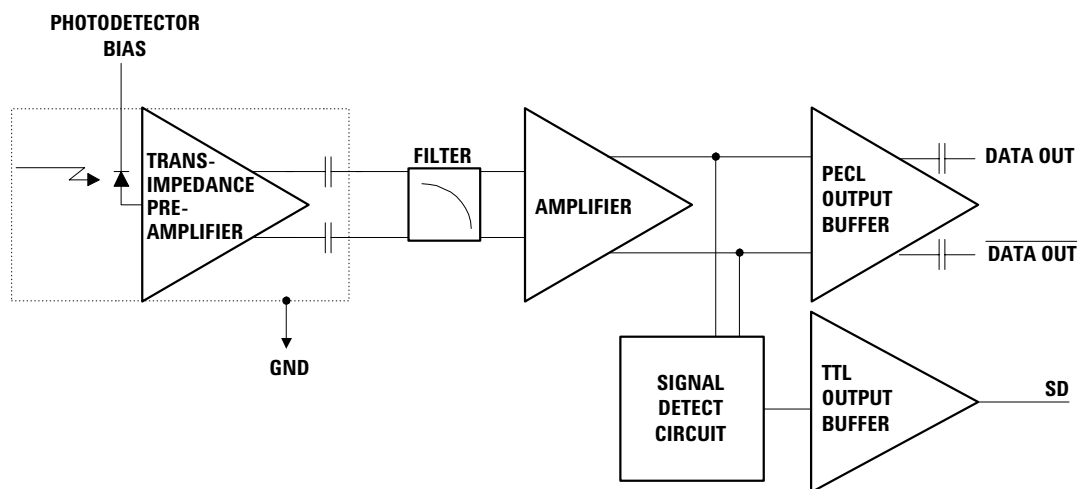 PHOTODETECTOR
BIAS
TRANS-
IMPEDANCE
PRE-
AMPLIFIER
GND
FILTER
AMPLIFIER
PECL
OUTPUT
BUFFER
DATA OUT
DATA OUT
SIGNAL
DETECT
CIRCUIT
TTL
OUTPUT
BUFFER
SD